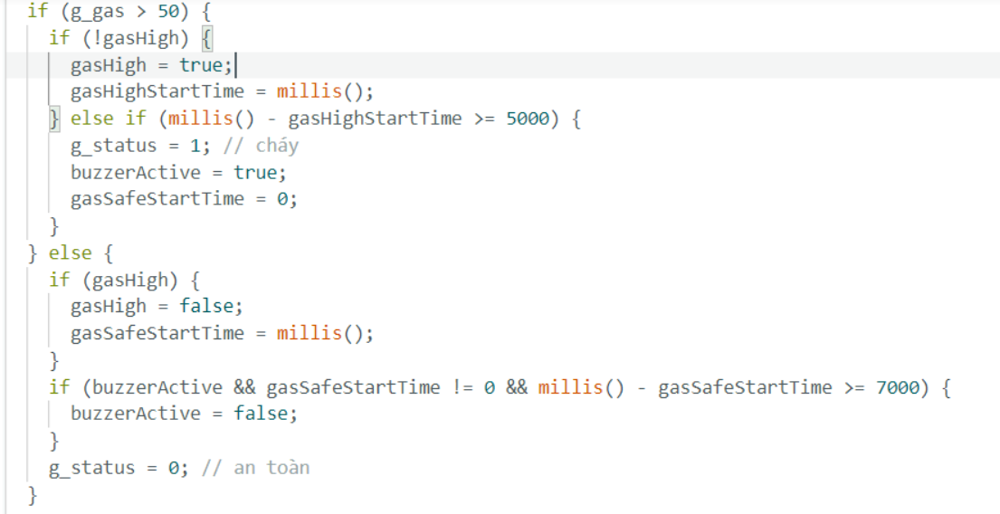 if (g_gas > 50) {
if (!gasHigh) {
gasHigh = true;
gasHighStartTime = millis();
} else if (millis() - gasHighStartTime >= 5000) {
g_status = 1; // cháy
buzzerActive = true;
gasSafeStartTime = 0;
}
} else {
if (gasHigh) {
gasHigh = false;
gasSafeStartTime = millis();
}
if (buzzerActive && gasSafeStartTime != 0 && millis() - gasSafeStartTime >= 7000) {
buzzerActive = false;
}
g_status = 0; // an toàn
}